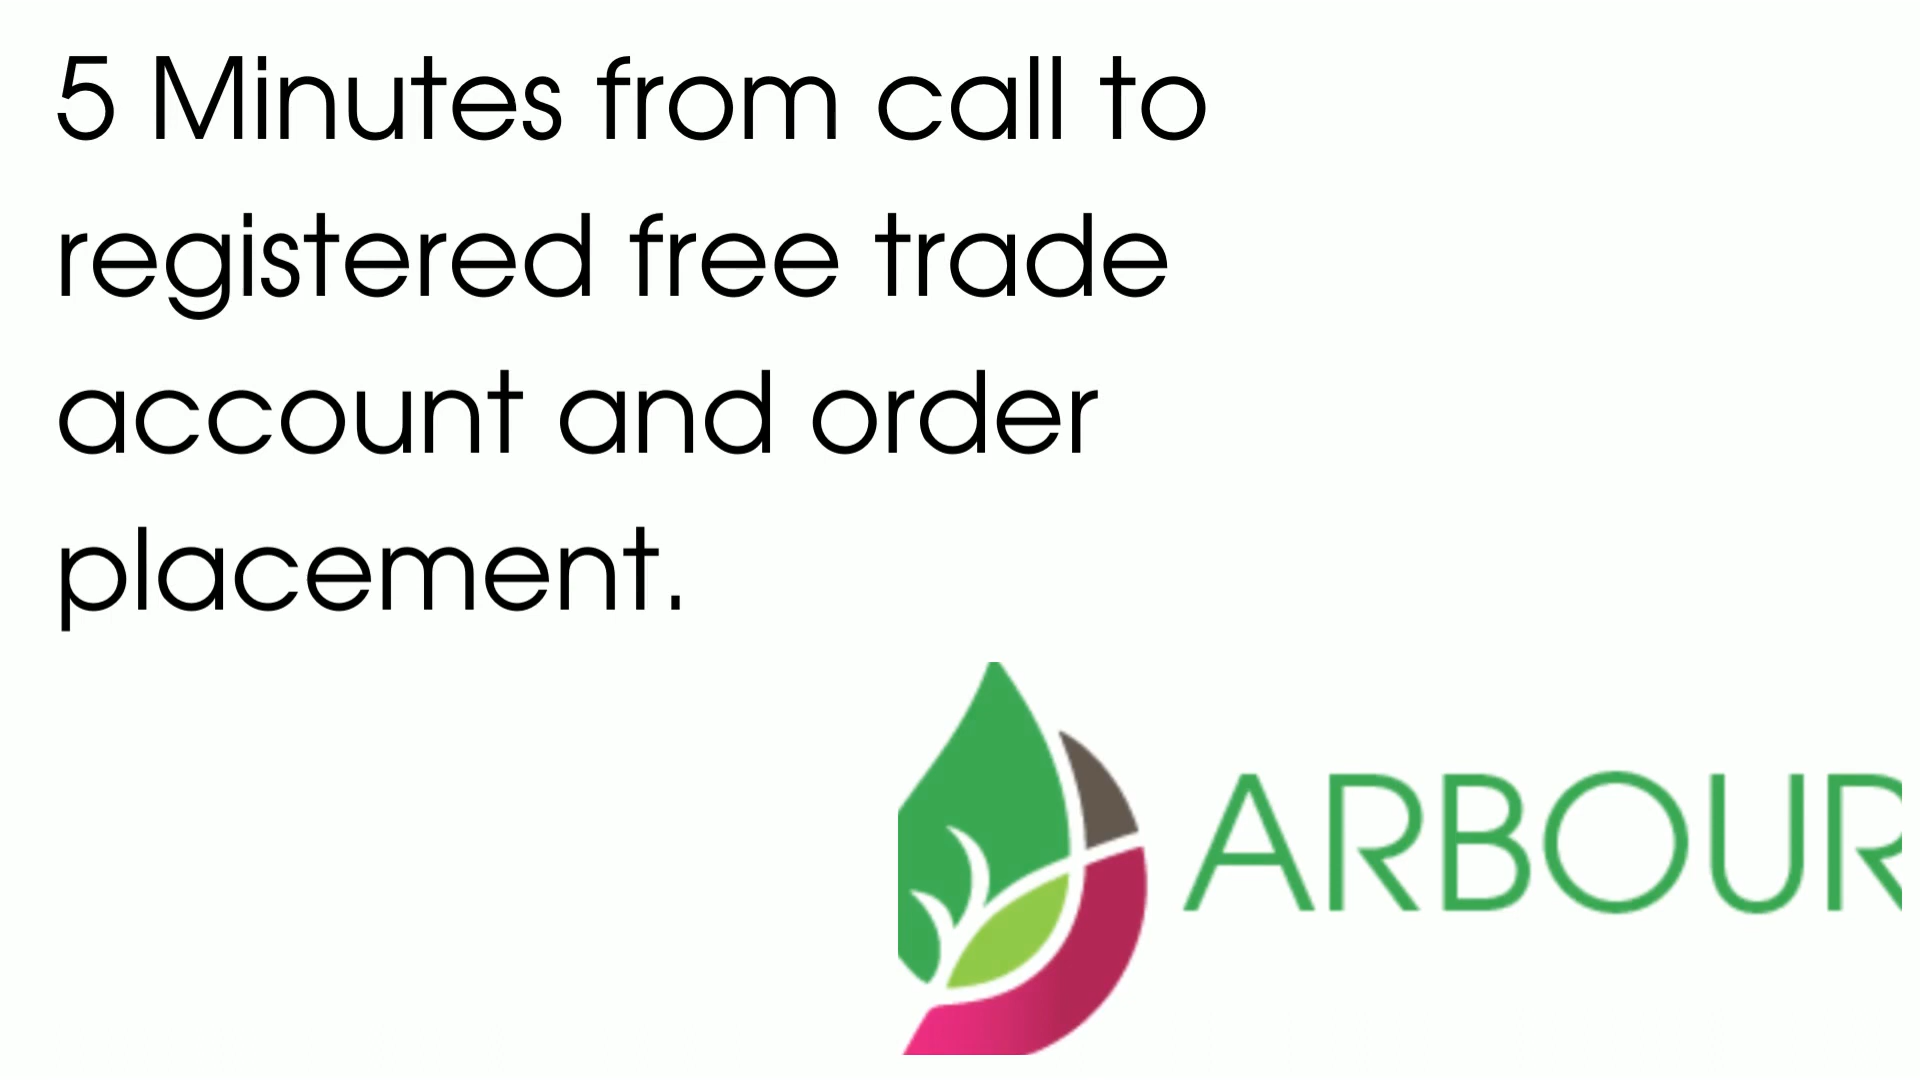 5 Minutes from call to
registered free trade
account and order
placement.
ARBOUR